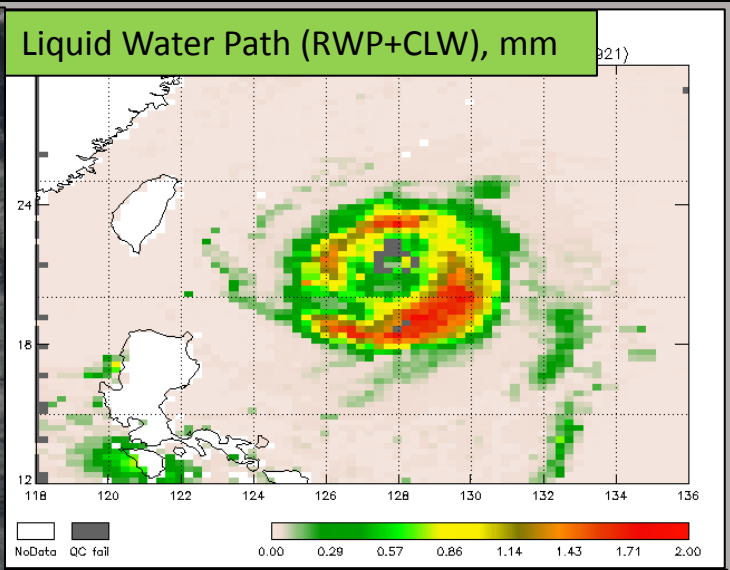 Liquid Water Path (RWP+CLW), mm
921)
24
18
12
118 120 122 124 126 128 130 132 134 136
NoData QC fail
0.00 0.29 0.57 0.86 1.14 1.43 1.71 2.00